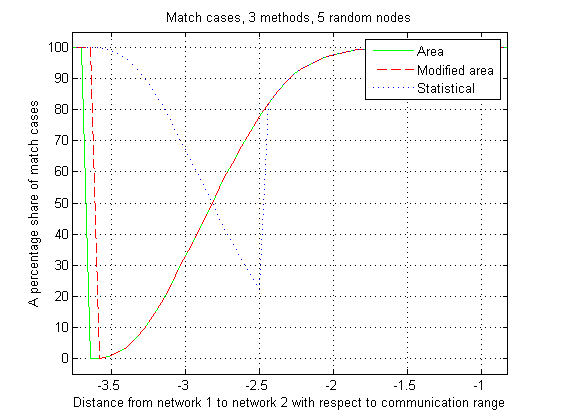 Match cases, 3 methods, 5 random nodes
Area
Modified area
Statistical
A percentage share of match cases
100
90
80
70
60
50
40
30
20
10
0
-3.5 -3 -2.5 -2 -1.5 -1
Distance from network 1 to network 2 with respect to communication range